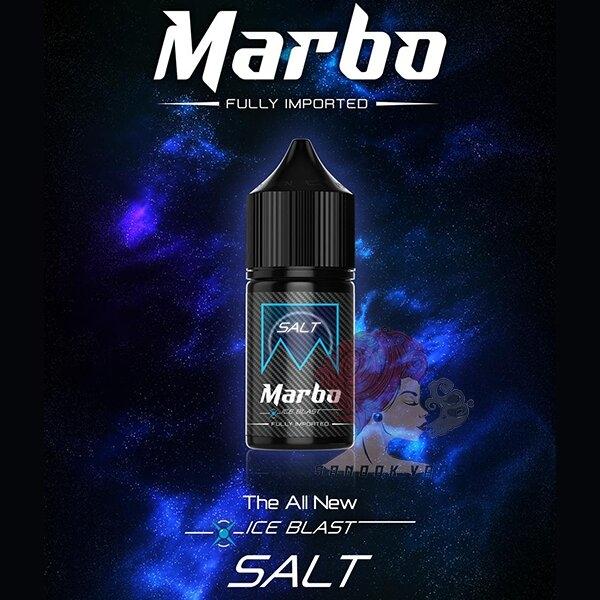 Marbo
FULLY IMPORTED
SALT
Marbo
ICE BLAST
FULLY IMPORTED
The All New
ICE BLAST
SALT